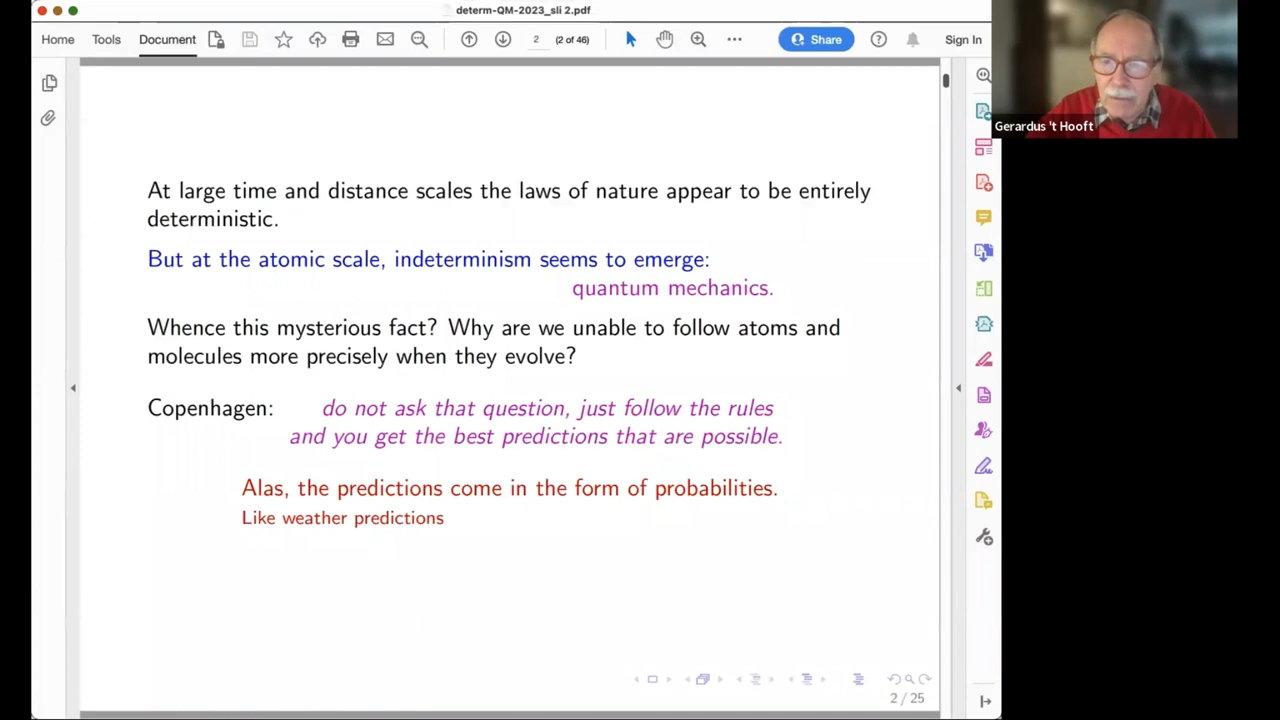 determ-QM-2023_sli 2.pdf
Home Tools Document 2 (2 of 46) Share Sign In
Gerardus 't Hooft
At large time and distance scales the laws of nature appear to be entirely
deterministic.
But at the atomic scale, indeterminism seems to emerge:
quantum mechanics.
Whence this mysterious fact? Why are we unable to follow atoms and
molecules more precisely when they evolve?
Copenhagen: do not ask that question, just follow the rules
and you get the best predictions that are possible.
Alas, the predictions come in the form of probabilities.
Like weather predictions
2 / 25